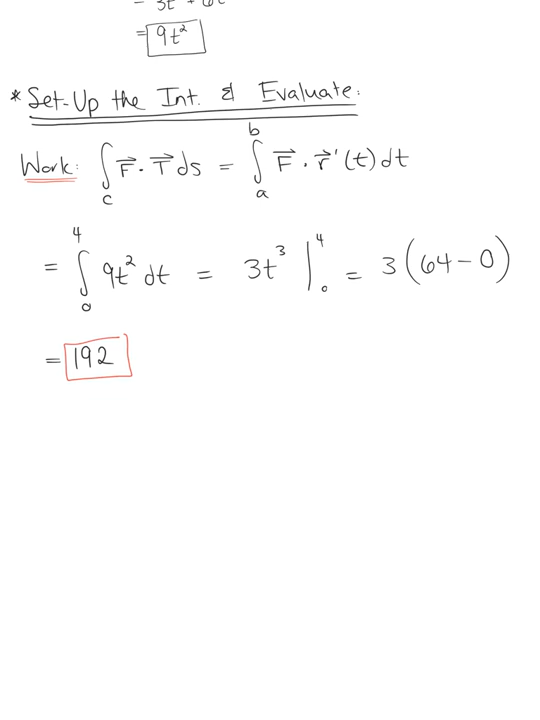 = 9t²
*Set-Up the Int. & Evaluate:
Work: ∫_C F⃗ · T⃗ ds = ∫_a^b F⃗ · r⃗'(t) dt
= ∫_0^4 9t² dt = 3t³ |_0^4 = 3(64 - 0)
= 192